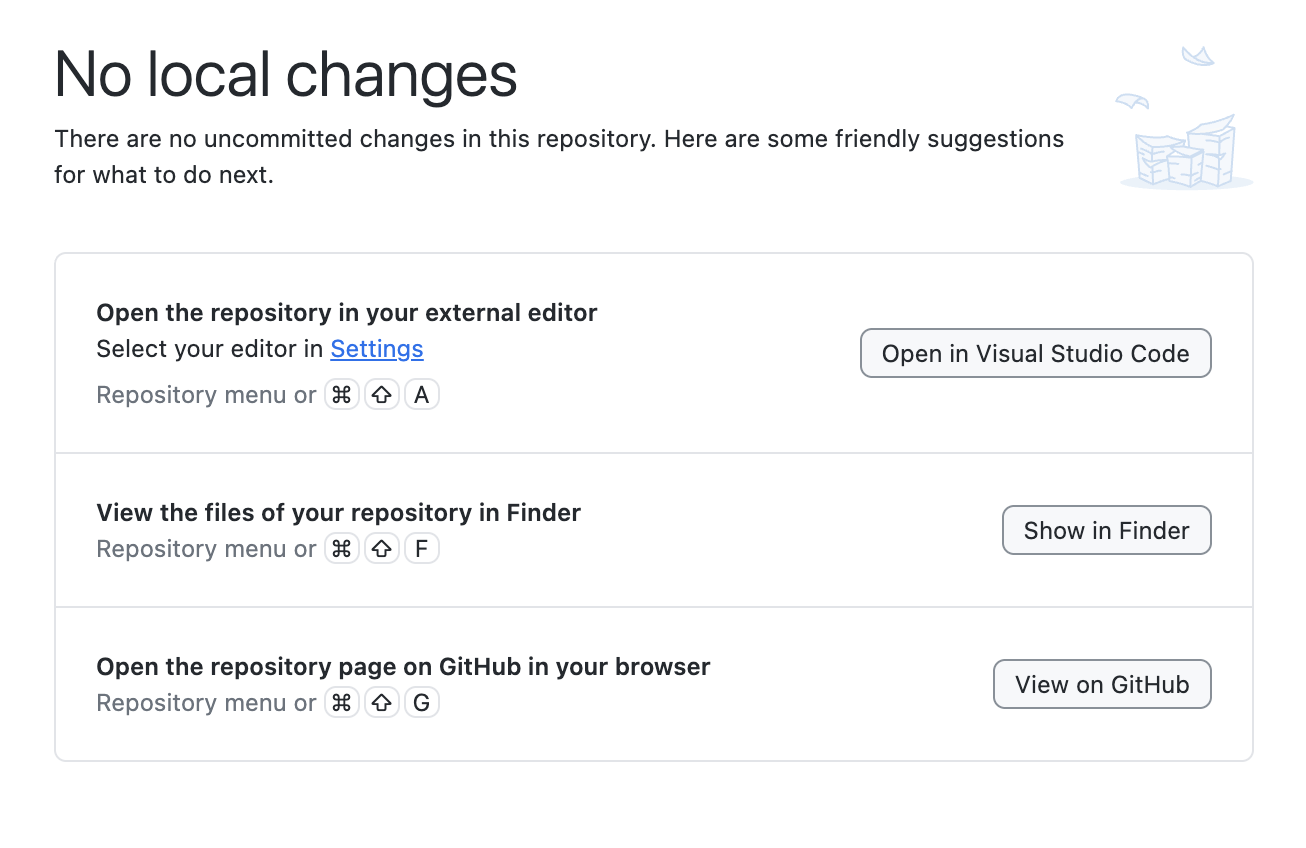 No local changes
There are no uncommitted changes in this repository. Here are some friendly suggestions
for what to do next.
Open the repository in your external editor
Select your editor in Settings
Repository menu or ⌘ ⇧ A
Open in Visual Studio Code
View the files of your repository in Finder
Repository menu or ⌘ ⇧ F
Show in Finder
Open the repository page on GitHub in your browser
Repository menu or ⌘ ⇧ G
View on GitHub